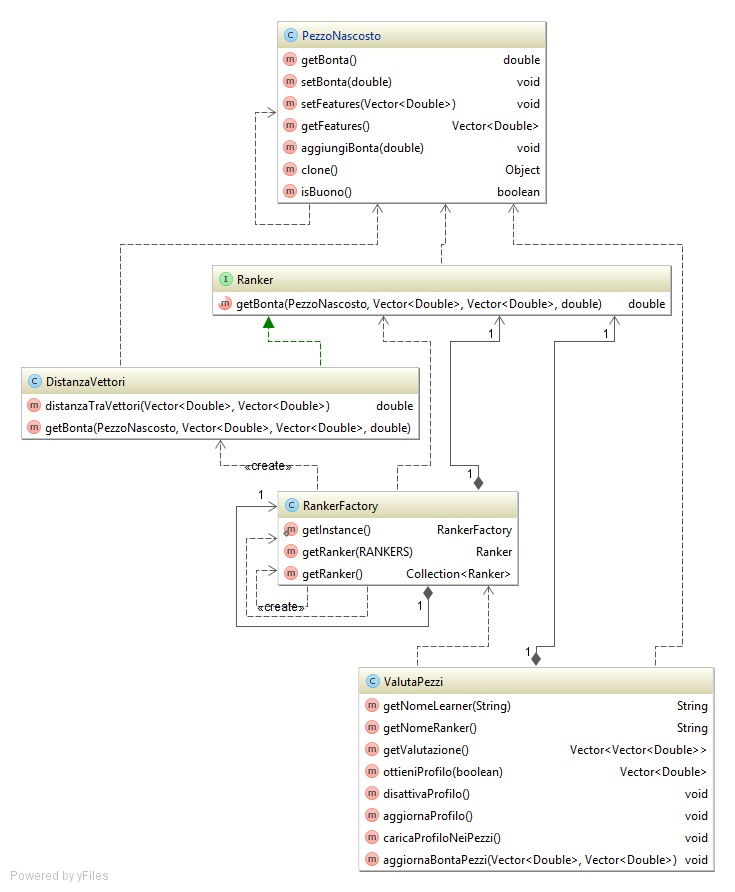 PezzoNascosto
getBonta() double
setBonta(double) void
setFeatures(Vector<Double>) void
getFeatures() Vector<Double>
aggiungiBonta(double) void
clone() Object
isBuono() boolean
Ranker
getBonta(PezzoNascosto, Vector<Double>, Vector<Double>, double) double
1
1
DistanzaVettori
distanzaTraVettori(Vector<Double>, Vector<Double>) double
getBonta(PezzoNascosto, Vector<Double>, Vector<Double>, double)
«create»
1
1
RankerFactory
getInstance() RankerFactory
getRanker(RANKERS) Ranker
getRanker() Collection<Ranker>
«create»
1
1
ValutaPezzi
getNomeLearner(String) String
getNomeRanker() String
getValutazione() Vector<Vector<Double>>
ottieniProfilo(boolean) Vector<Double>
disattivaProfilo() void
aggiornaProfilo() void
caricaProfiloNeiPezzi() void
aggiornaBontaPezzi(Vector<Double>, Vector<Double>) void
Powered by yFiles